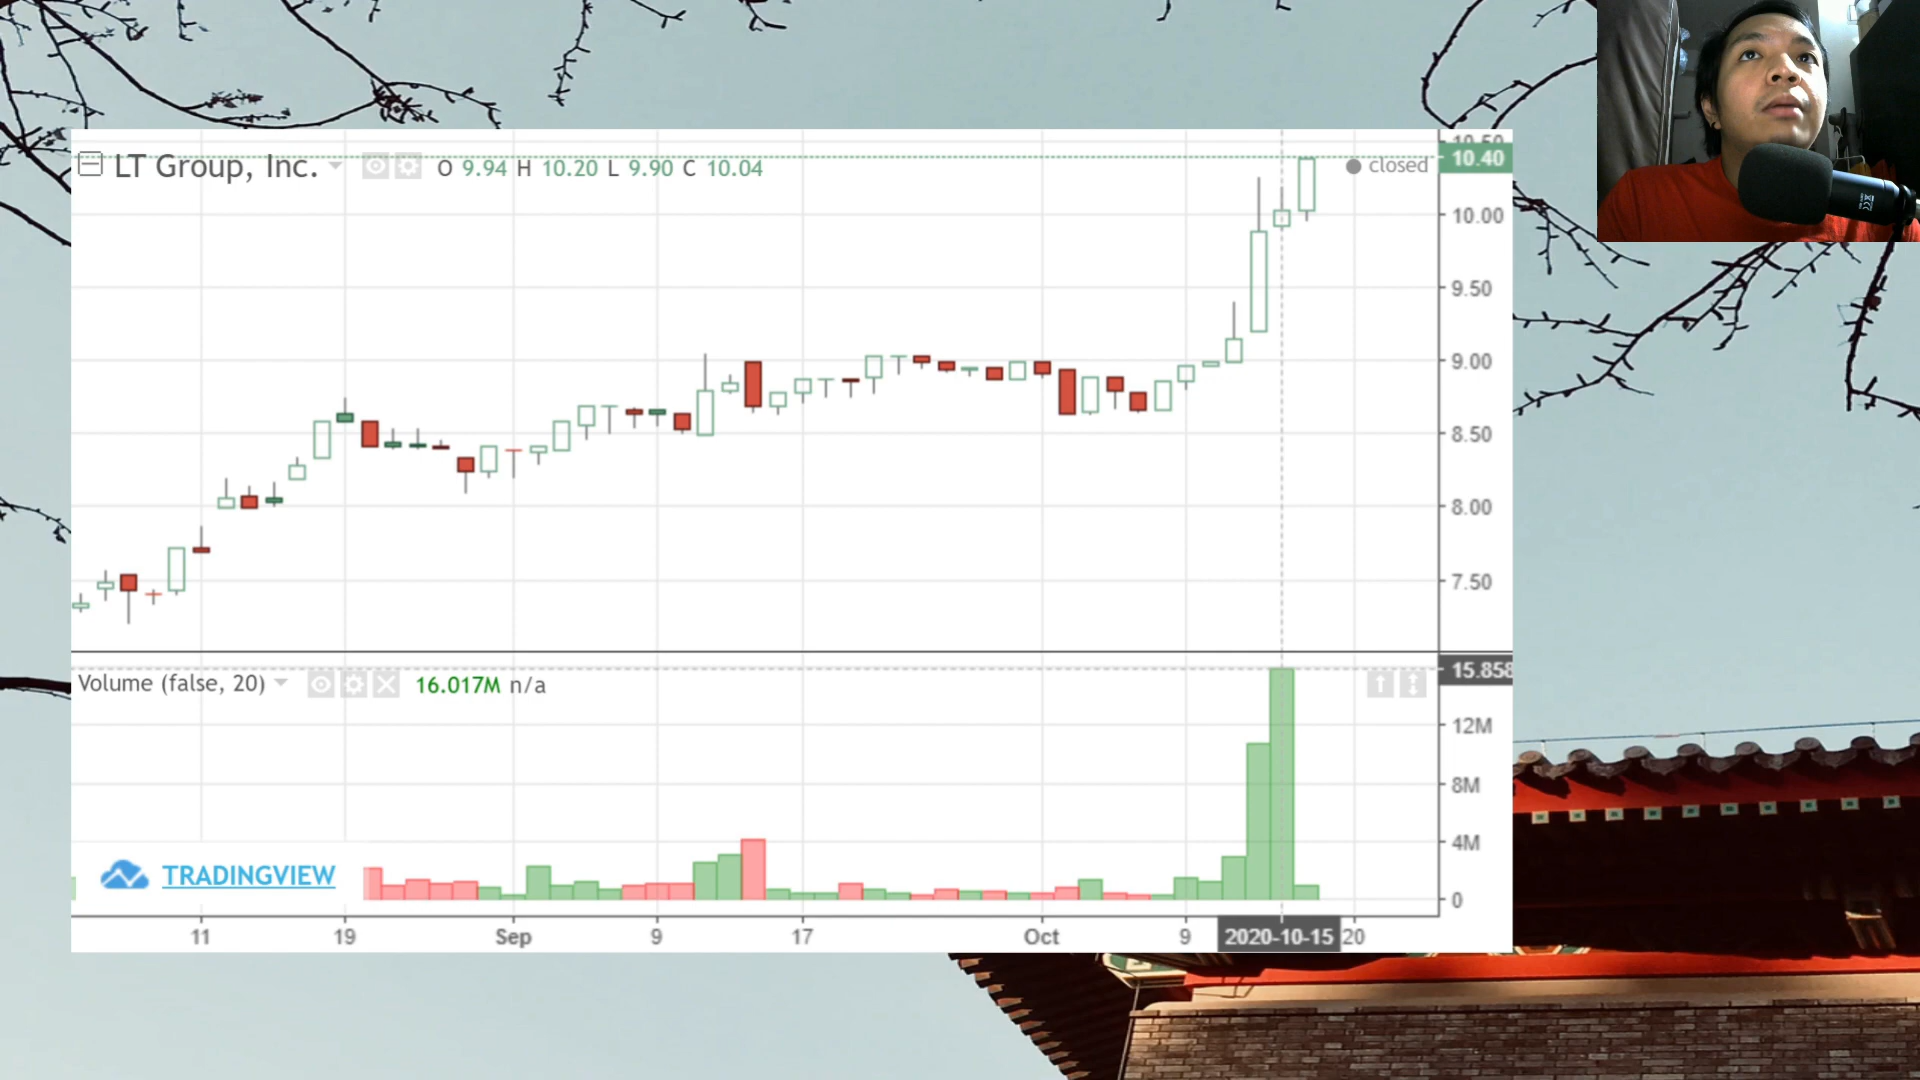 LT Group, Inc. O 9.94 H 10.20 L 9.90 C 10.04
closed
10.50
10.40
10.00
9.50
9.00
8.50
8.00
7.50
Volume (false, 20) 16.017M n/a
15.858
12M
8M
4M
0
TRADINGVIEW
11 19 Sep 9 17 Oct 9 2020-10-15 20